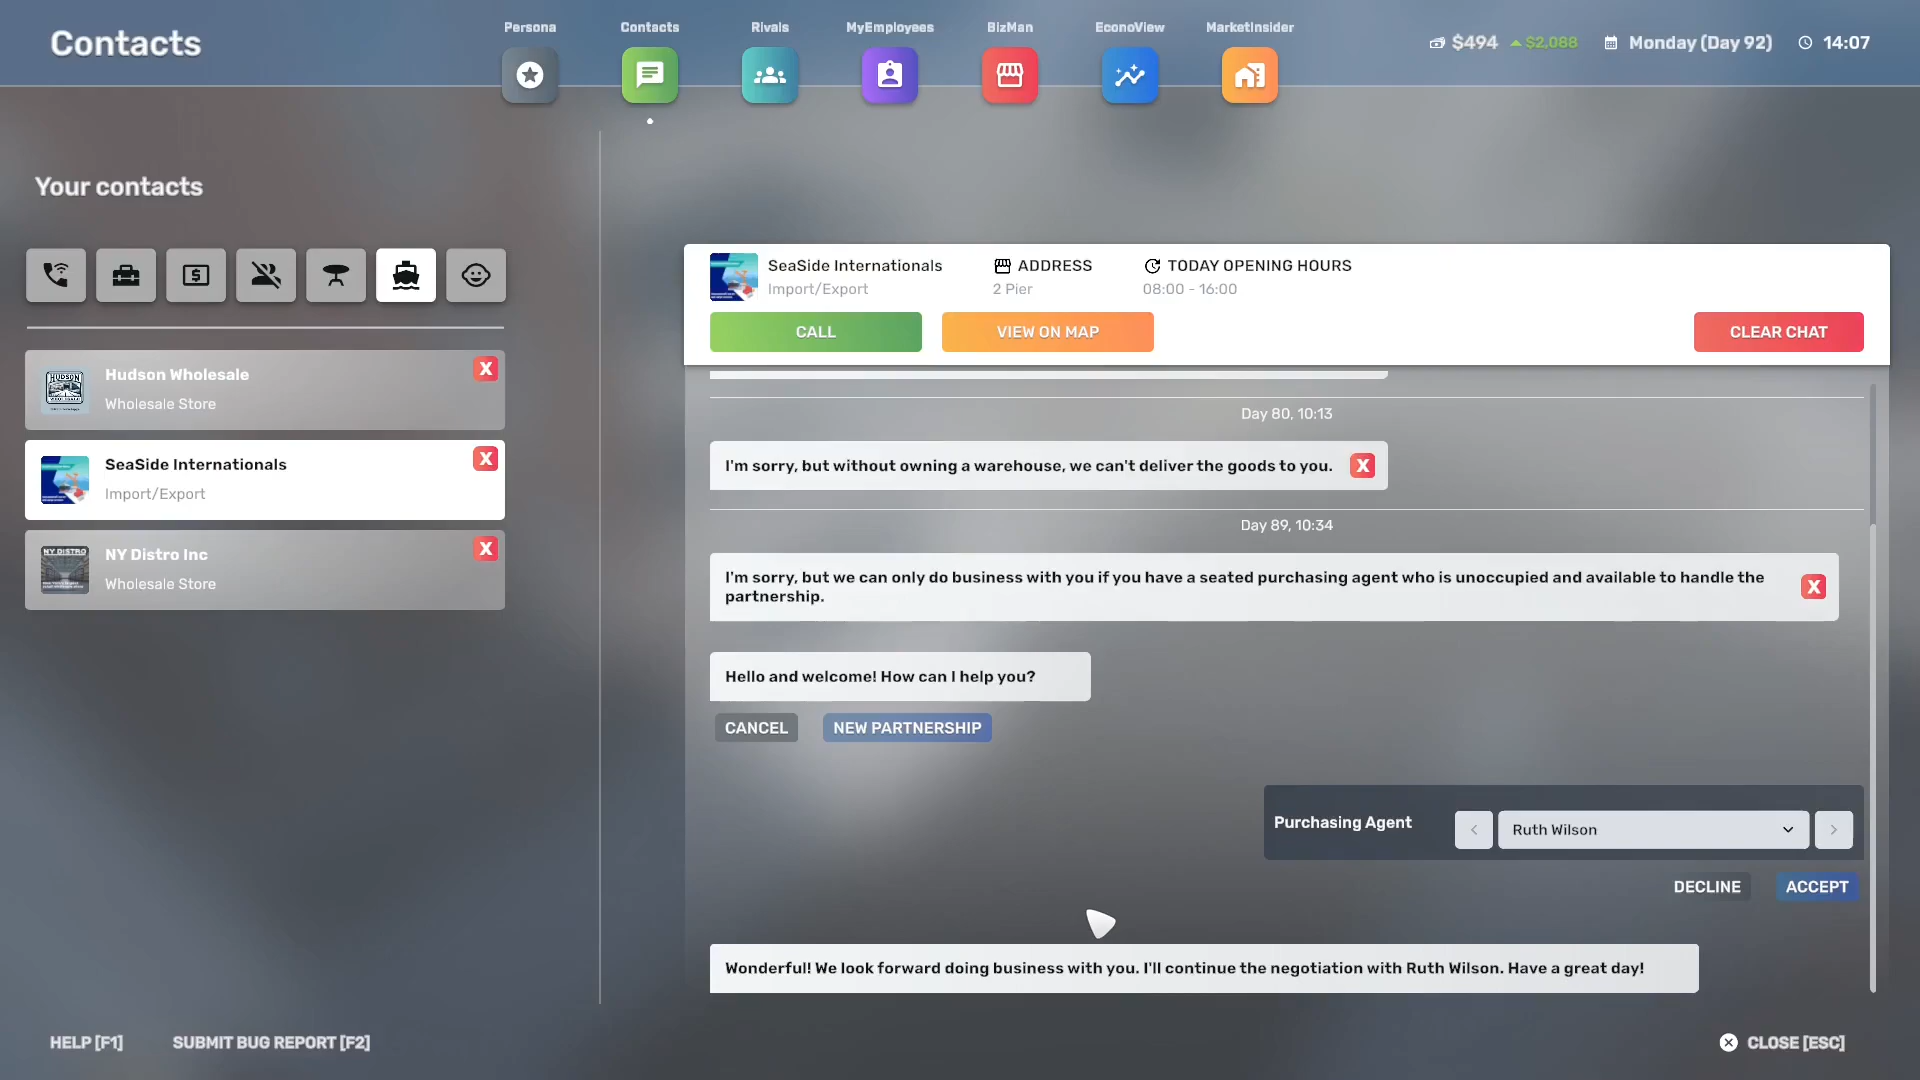 Contacts
Persona
Contacts
Rivals
MyEmployees
BizMan
EconoView
MarketInsider
$494
$2,088
Monday (Day 92)
14:07
Your contacts
HUDSON
Hudson Wholesale
Wholesale Store
X
SeaSide Internationals
Import/Export
X
NY DISTRO
NY Distro Inc
Wholesale Store
X
SeaSide Internationals
Import/Export
ADDRESS
2 Pier
TODAY OPENING HOURS
08:00 - 16:00
CALL
VIEW ON MAP
CLEAR CHAT
Day 80, 10:13
I'm sorry, but without owning a warehouse, we can't deliver the goods to you.
X
Day 89, 10:34
I'm sorry, but we can only do business with you if you have a seated purchasing agent who is unoccupied and available to handle the
partnership.
X
Hello and welcome! How can I help you?
CANCEL
NEW PARTNERSHIP
Purchasing Agent
Ruth Wilson
DECLINE
ACCEPT
Wonderful! We look forward doing business with you. I'll continue the negotiation with Ruth Wilson. Have a great day!
HELP [F1]
SUBMIT BUG REPORT [F2]
CLOSE [ESC]